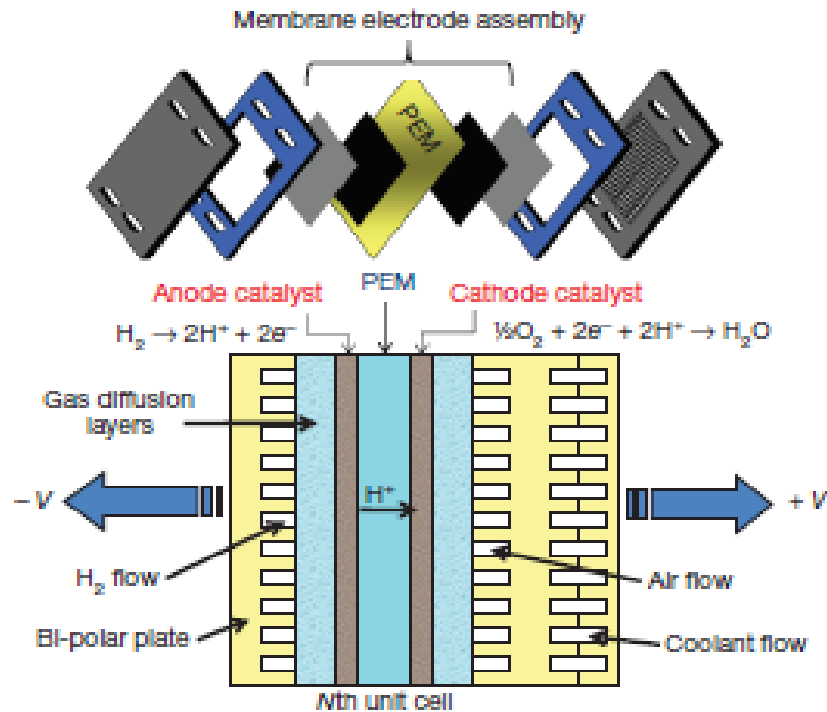 Membrane electrode assembly
PEM
Anode catalyst
PEM
Cathode catalyst
H₂ → 2H⁺ + 2e⁻
½O₂ + 2e⁻ + 2H⁺ → H₂O
Gas diffusion
layers
H⁺
– V
+ V
H₂ flow
Air flow
Bi-polar plate
Coolant flow
Nth unit cell